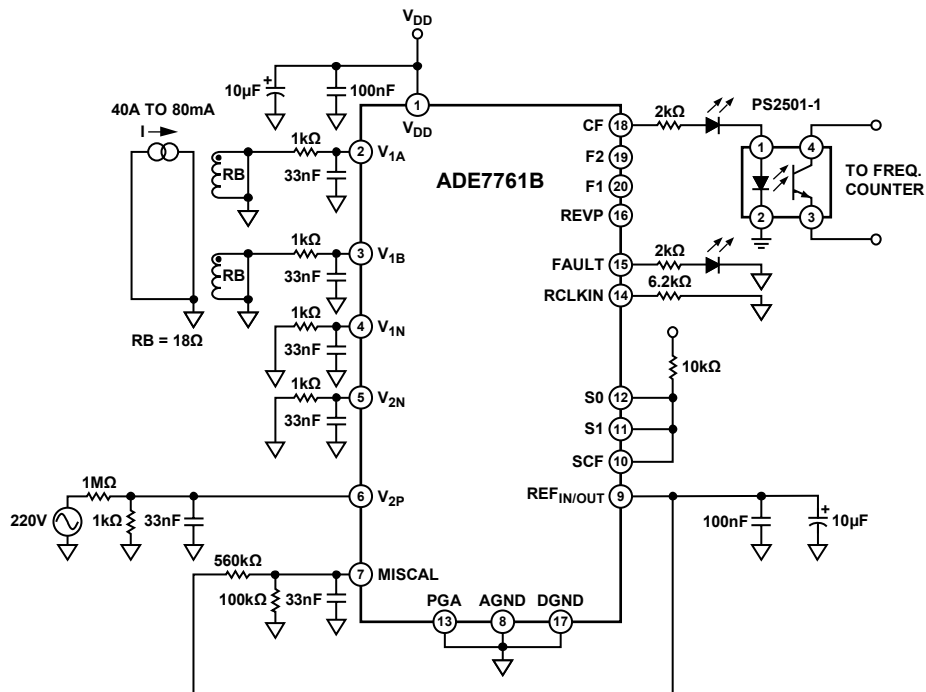 VDD
10µF
+
100nF
1
VDD
40A TO 80mA
I
RB
1kΩ
33nF
2
V1A
RB
1kΩ
33nF
3
V1B
RB = 18Ω
1kΩ
33nF
4
V1N
1kΩ
33nF
5
V2N
220V
1MΩ
1kΩ
33nF
6
V2P
560kΩ
100kΩ
33nF
7
MISCAL
ADE7761B
PGA
AGND
DGND
13
8
17
CF
18
2kΩ
F2
19
F1
20
REVP
16
FAULT
15
2kΩ
RCLKIN
14
6.2kΩ
PS2501-1
1
4
2
3
TO FREQ.
COUNTER
10kΩ
S0
12
S1
11
SCF
10
REFIN/OUT
9
100nF
+
10µF